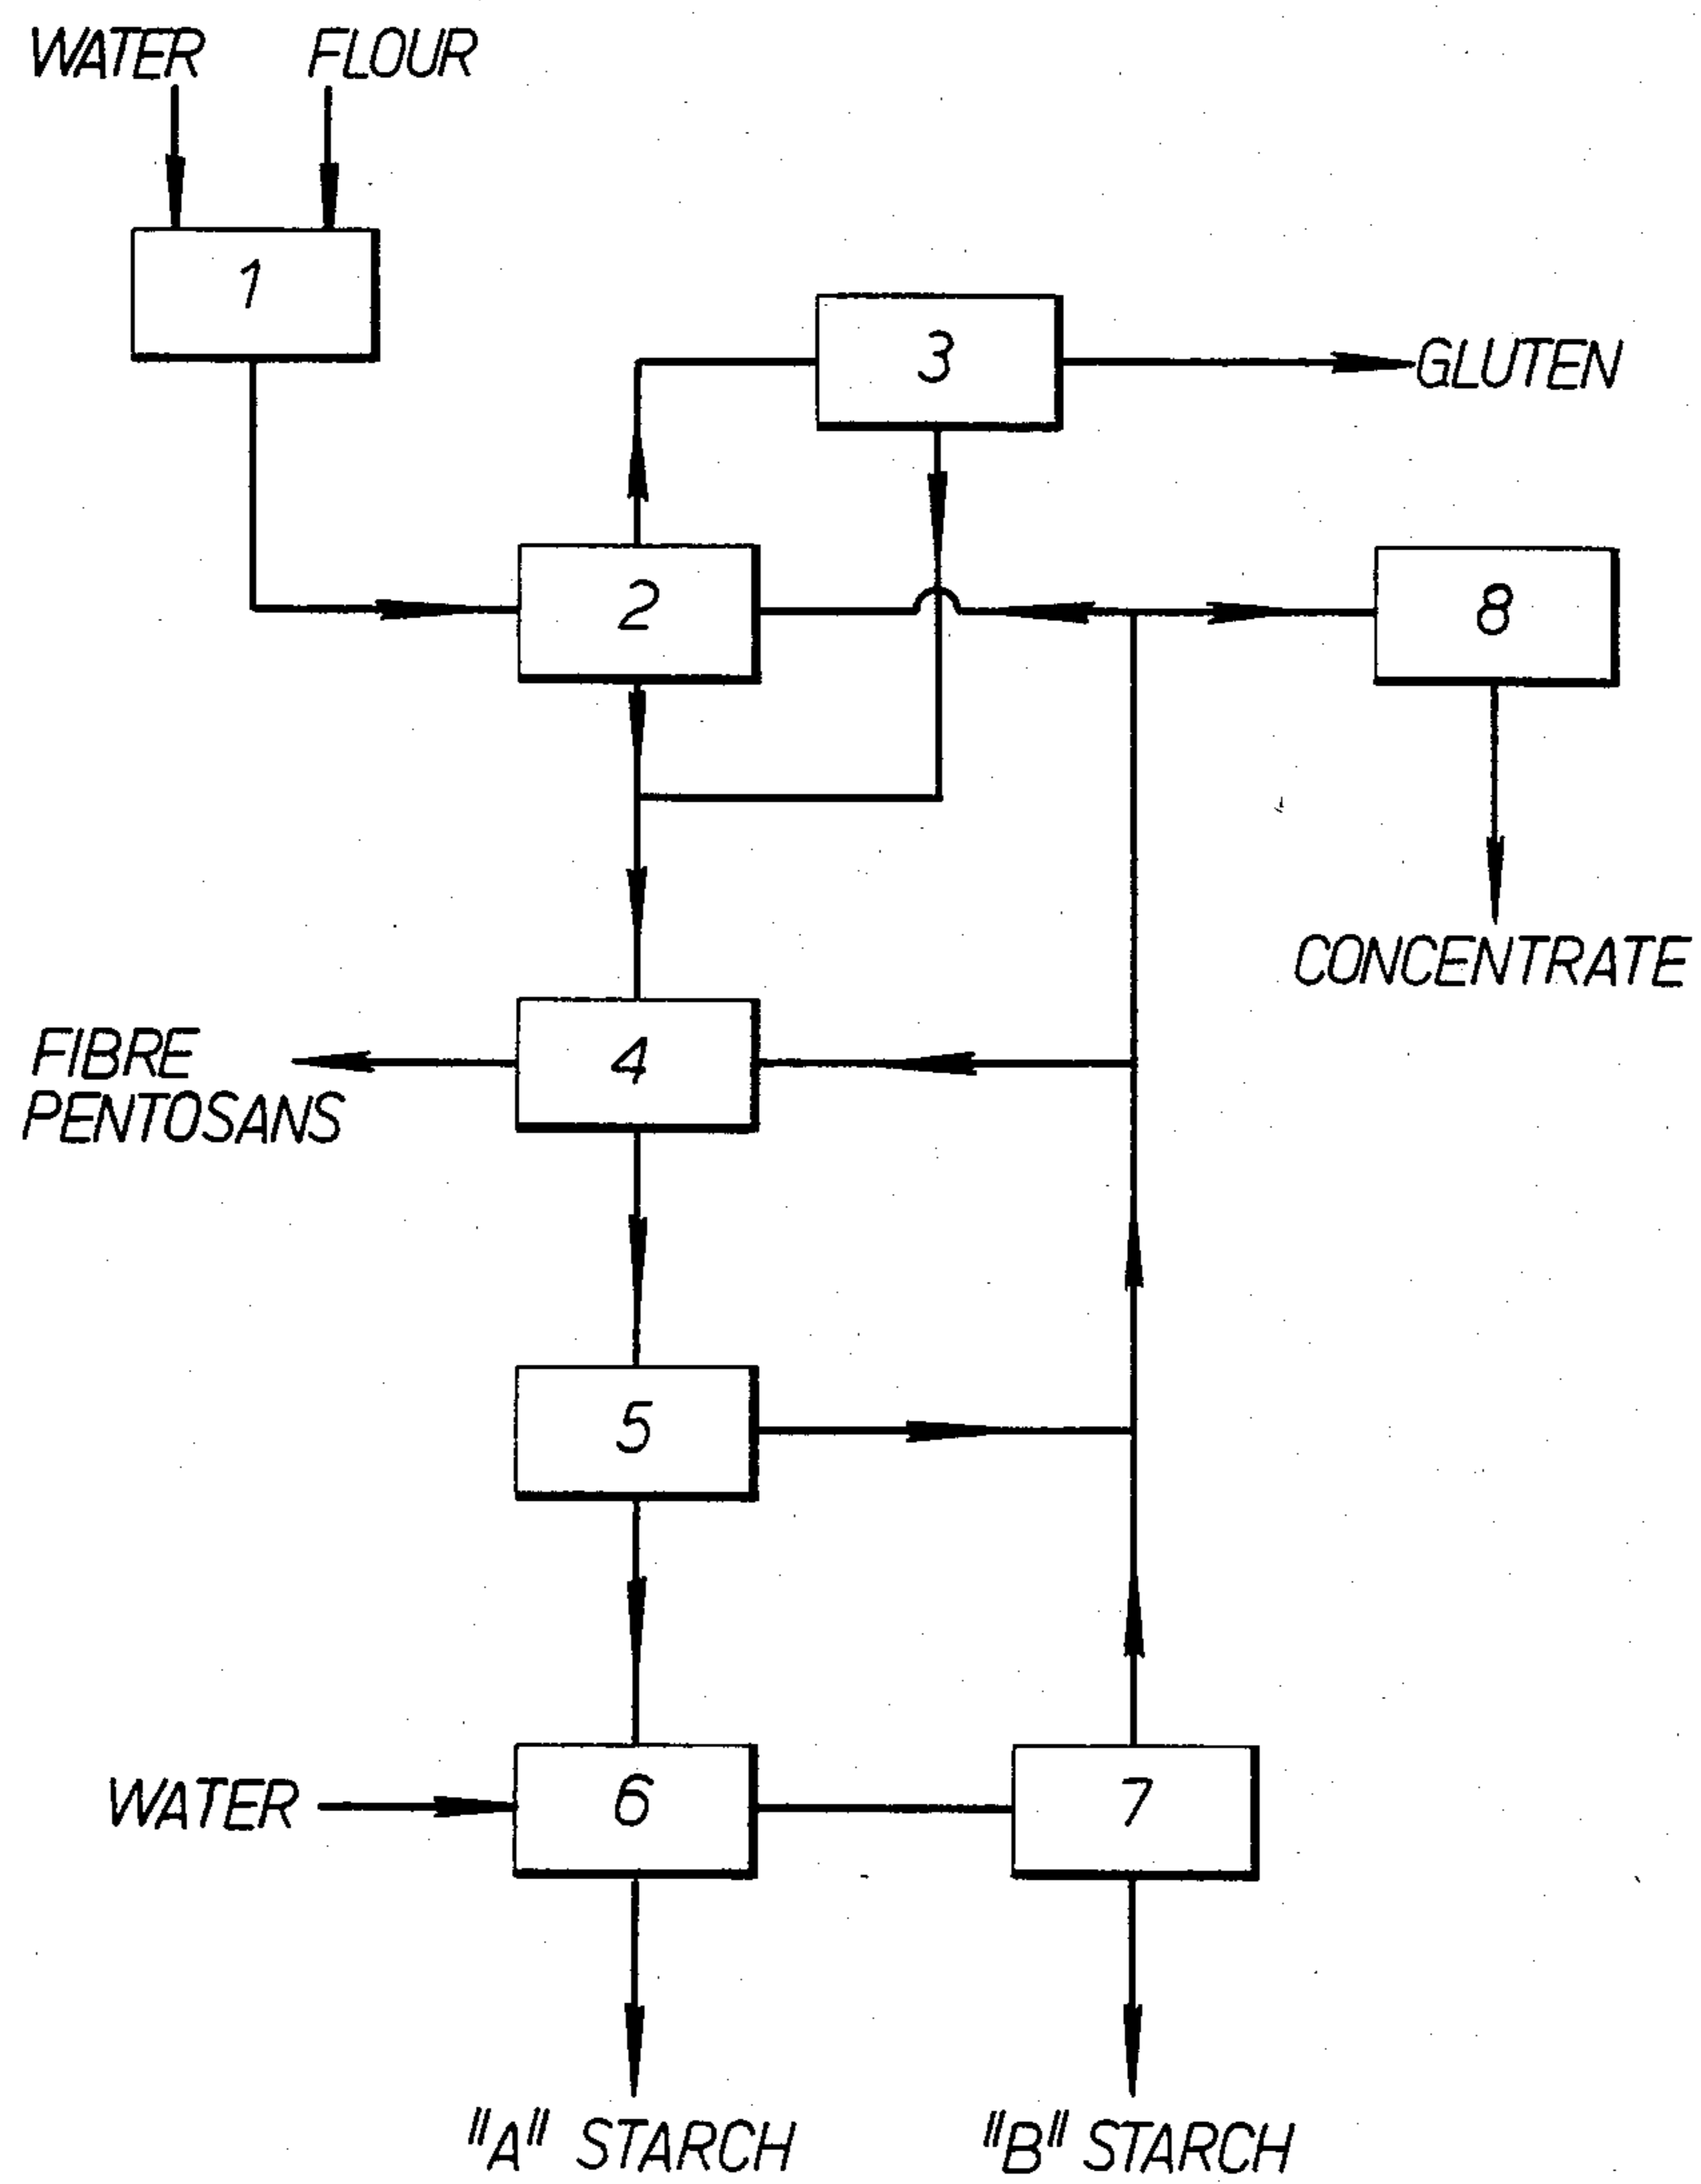 WATER FLOUR
1
3
GLUTEN
2
8
CONCENTRATE
FIBRE
PENTOSANS
4
5
WATER
6
7
"A" STARCH
"B" STARCH